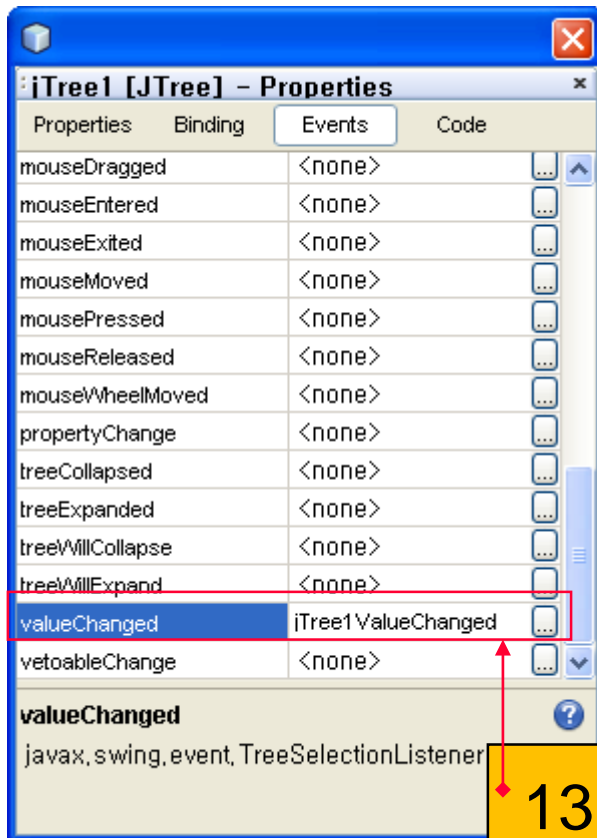 jTree1 [JTree] - Properties ×
Properties Binding Events Code
mouseDragged <none> ...
mouseEntered <none> ...
mouseExited <none> ...
mouseMoved <none> ...
mousePressed <none> ...
mouseReleased <none> ...
mouseWheelMoved <none> ...
propertyChange <none> ...
treeCollapsed <none> ...
treeExpanded <none> ...
treeWillCollapse <none> ...
treeWillExpand <none> ...
valueChanged jTree1ValueChanged ...
vetoableChange <none> ...
valueChanged ?
javax,swing,event,TreeSelectionListener
13